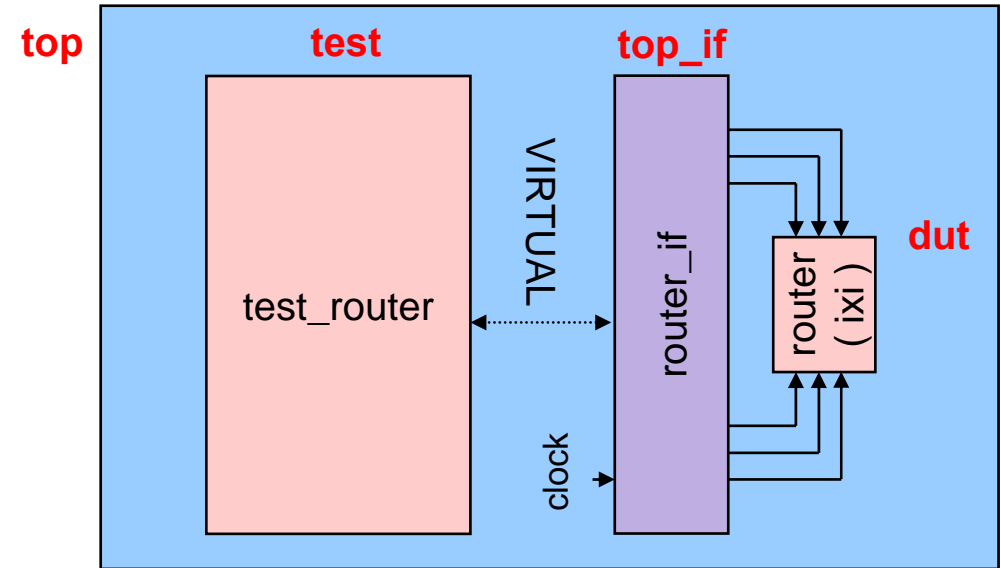 top
test
top_if
VIRTUAL
dut
test_router
router_if
router
( ixi )
clock